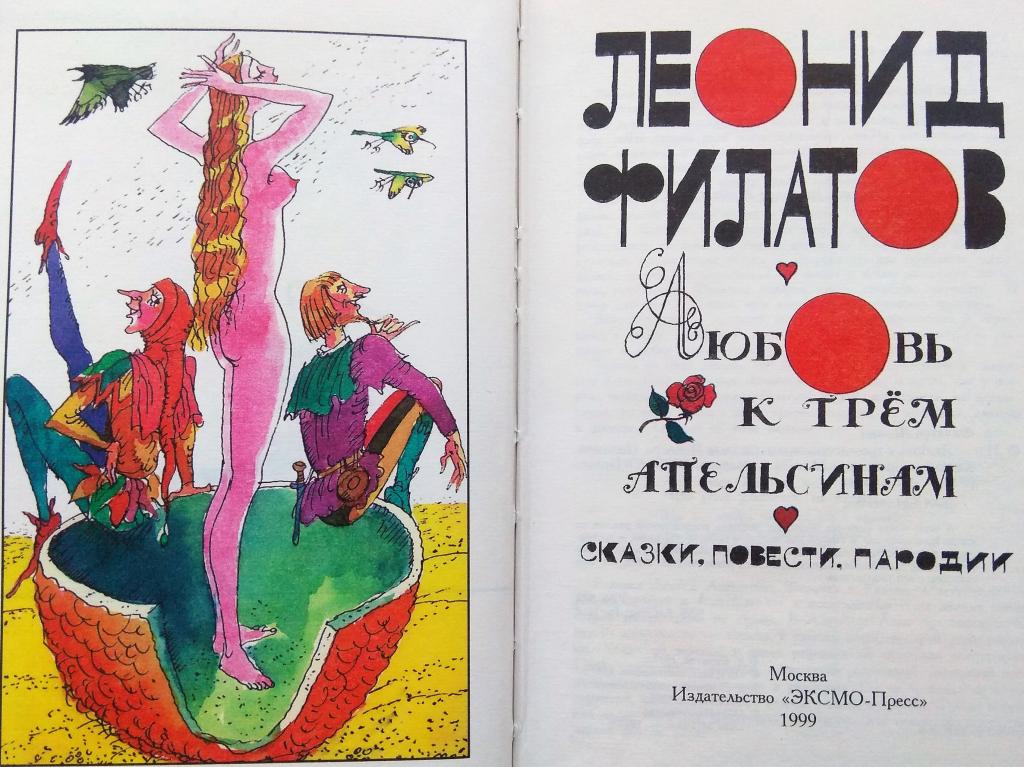 ЛЕОНИД
ФИЛАТОВ
ЛЮБОВЬ
К ТРЁМ
АПЕЛЬСИНАМ
СКАЗКИ, ПОВЕСТИ, ПАРОДИИ
Москва
Издательство «ЭКСМО-Пресс»
1999